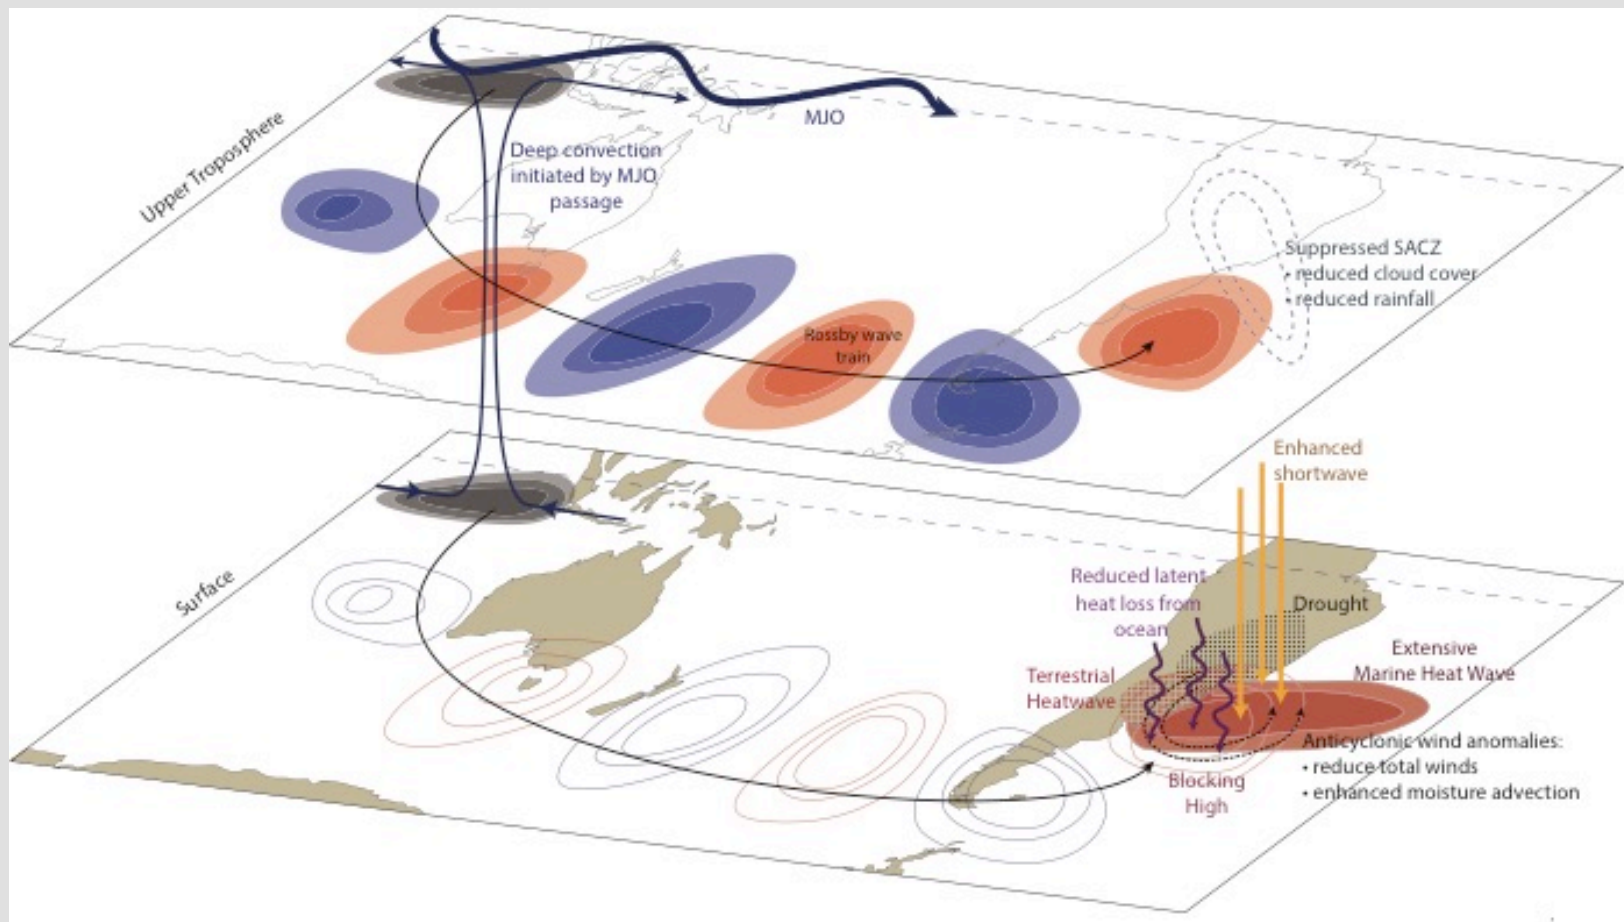 Upper Troposphere
MJO
Deep convection
initiated by MJO
passage
Suppressed SACZ
• reduced cloud cover
• reduced rainfall
Rossby wave
train
Enhanced
shortwave
Surface
Reduced latent
heat loss from
ocean
Drought
Extensive
Marine Heat Wave
Terrestrial
Heatwave
Anticyclonic wind anomalies:
• reduce total winds
• enhanced moisture advection
Blocking
High